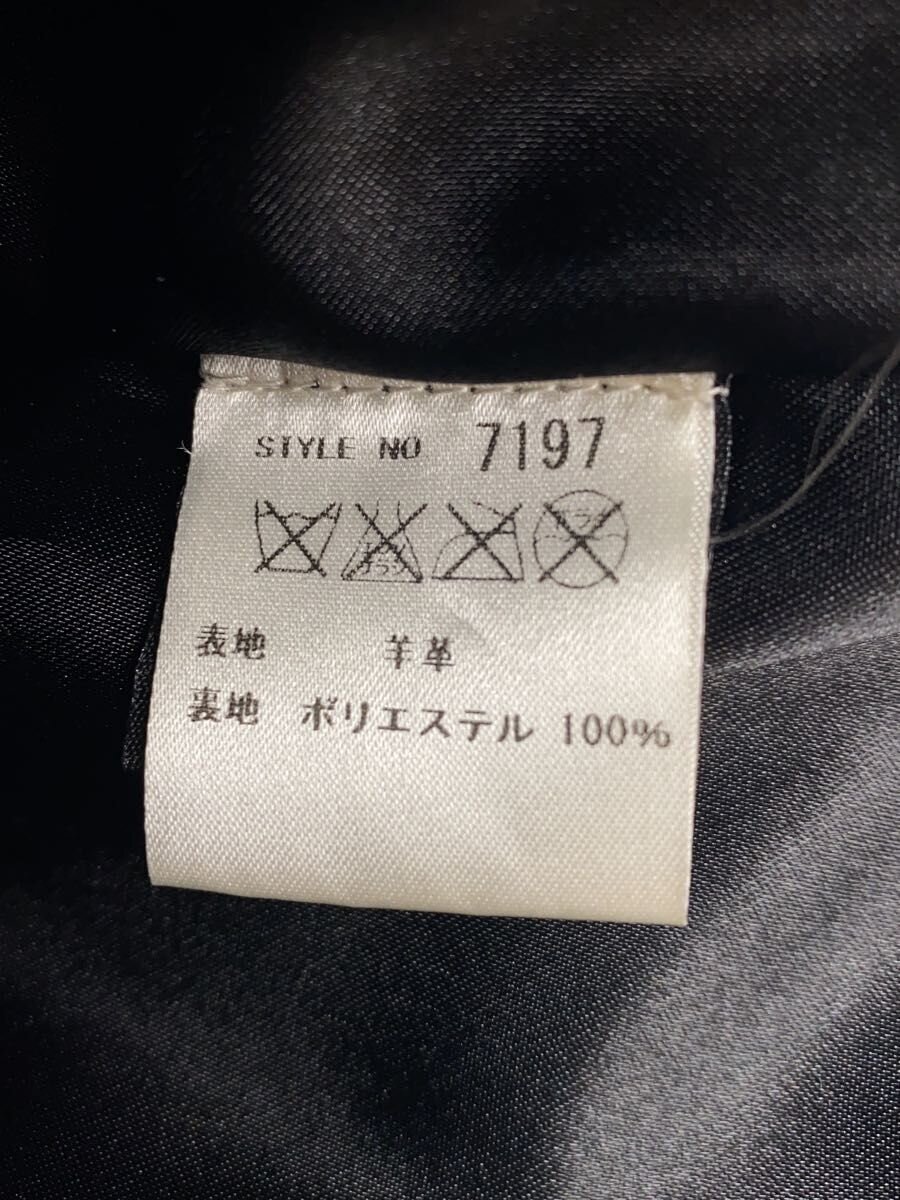 STYLE NO 7197
表地 羊革
裏地 ポリエステル 100%